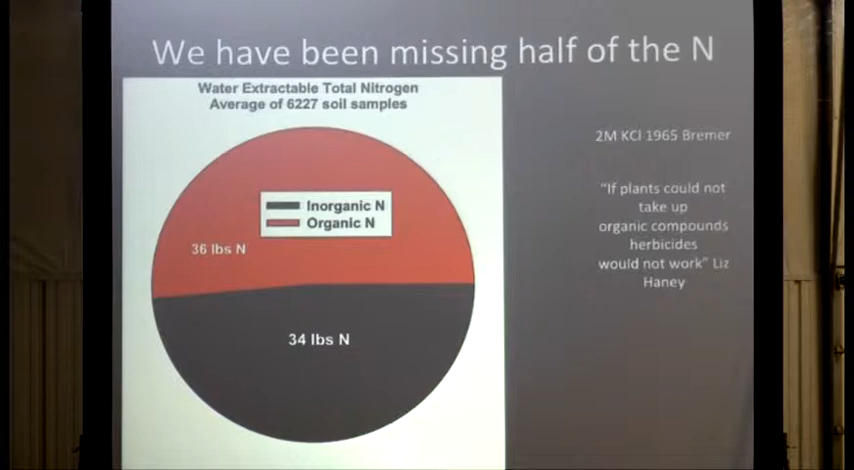 We have been missing half of the N
Water Extractable Total Nitrogen
Average of 6227 soil samples
Inorganic N
Organic N
36 lbs N
34 lbs N
2M KCl 1965 Bremer
"If plants could not
take up
organic compounds
herbicides
would not work" Liz
Haney